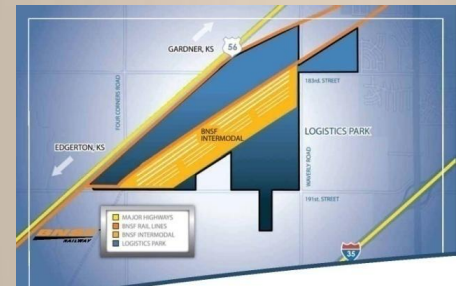 GARDNER, KS
56
183rd. STREET
FOUR CORNERS ROAD
BNSF
INTERMODAL
LOGISTICS PARK
EDGERTON, KS
WAVERLY ROAD
191st. STREET
MAJOR HIGHWAYS
BNSF RAIL LINES
BNSF INTERMODAL
LOGISTICS PARK
BNSF
RAILWAY
35